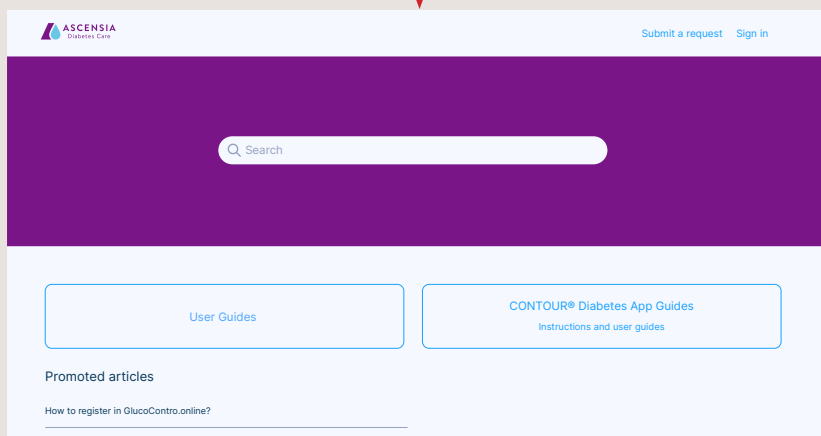 ASCENSIA
Diabetes Care
Submit a request Sign in
Search
User Guides
CONTOUR® Diabetes App Guides
Instructions and user guides
Promoted articles
How to register in GlucoContro.online?